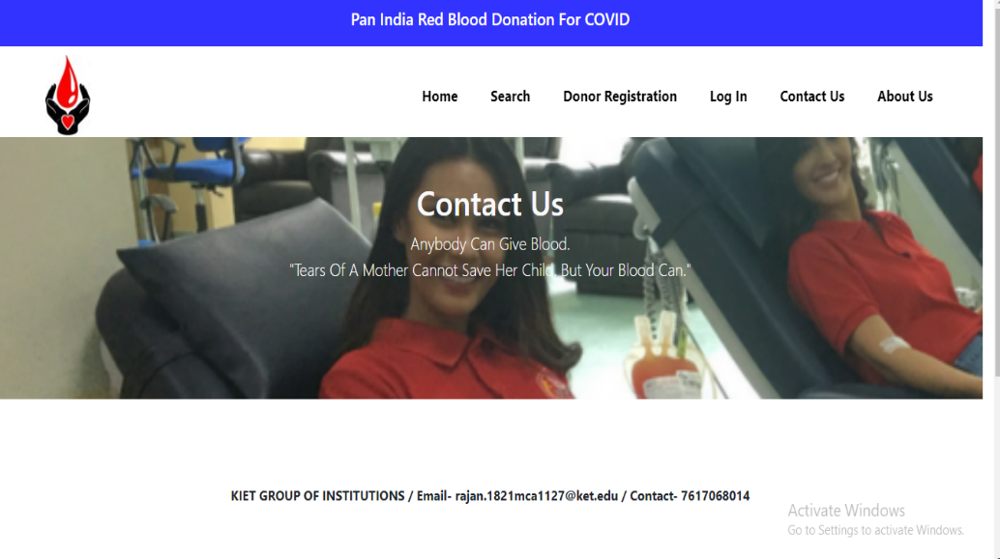 Pan India Red Blood Donation For COVID
Home Search Donor Registration Log In Contact Us About Us
Contact Us
Anybody Can Give Blood.
"Tears Of A Mother Cannot Save Her Child. But Your Blood Can."
KIET GROUP OF INSTITUTIONS / Email- rajan.1821mca1127@ket.edu / Contact- 7617068014
Activate Windows
Go to Settings to activate Windows.